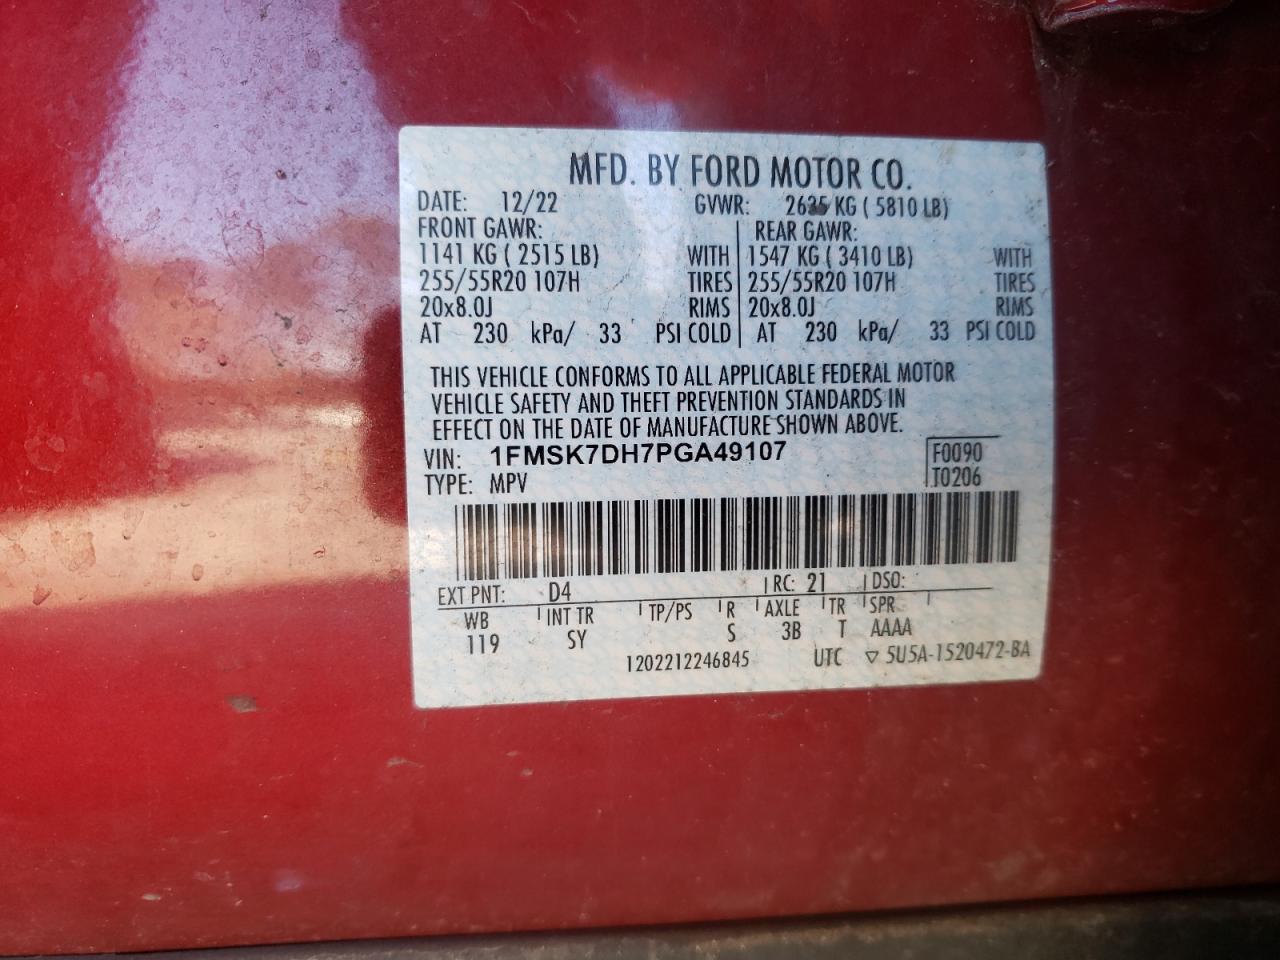 MFD. BY FORD MOTOR CO.
DATE: 12/22 GVWR: 2635 KG ( 5810 LB)
FRONT GAWR: REAR GAWR:
1141 KG ( 2515 LB) WITH 1547 KG ( 3410 LB) WITH
255/55R20 107H TIRES 255/55R20 107H TIRES
20x8.0J RIMS 20x8.0J RIMS
AT 230 kPa/ 33 PSI COLD AT 230 kPa/ 33 PSI COLD
THIS VEHICLE CONFORMS TO ALL APPLICABLE FEDERAL MOTOR
VEHICLE SAFETY AND THEFT PREVENTION STANDARDS IN
EFFECT ON THE DATE OF MANUFACTURE SHOWN ABOVE.
VIN: 1FMSK7DH7PGA49107 F0090
TYPE: MPV T0206
EXT PNT: D4 RC: 21 DSO:
WB INT TR TP/PS R AXLE TR SPR
119 SY S 3B T AAAA
1202212246845 UTC ▽ 5U5A-1520472-BA